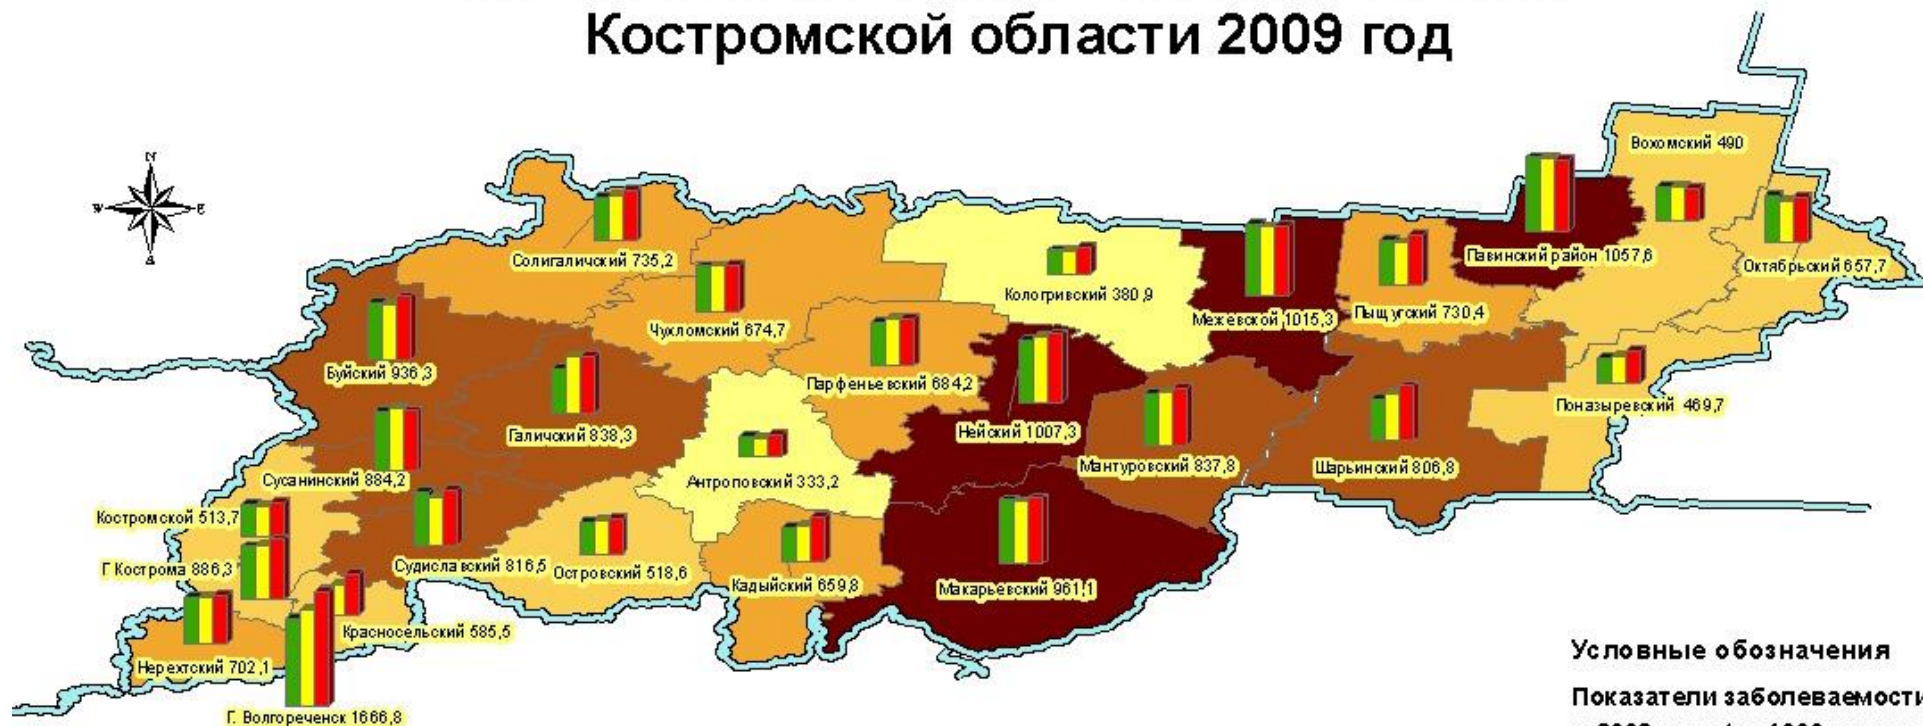 Костромской области 2009 год
N
W
E
Вохомский 490
Солигаличский 735,2
Павинский район 1057,6
Октябрьский 657,7
Кологривский 380,9
Межевской 1015,3
Пыщугский 730,4
Чухломский 674,7
Буйский 936,3
Парфеньевский 684,2
Поназыревский 469,7
Галичский 838,3
Нейский 1007,3
Мантуровский 837,8
Шарьинский 806,8
Сусанинский 884,2
Антроповский 333,2
Костромской 513,7
Г Кострома 886,3
Судиславский 816,5
Островский 518,6
Кадыйский 659,8
Макарьевский 961,1
Красносельский 585,5
Нерехтский 702,1
Г. Волгореченск 1666,8
Условные обозначения
Показатели заболеваемости